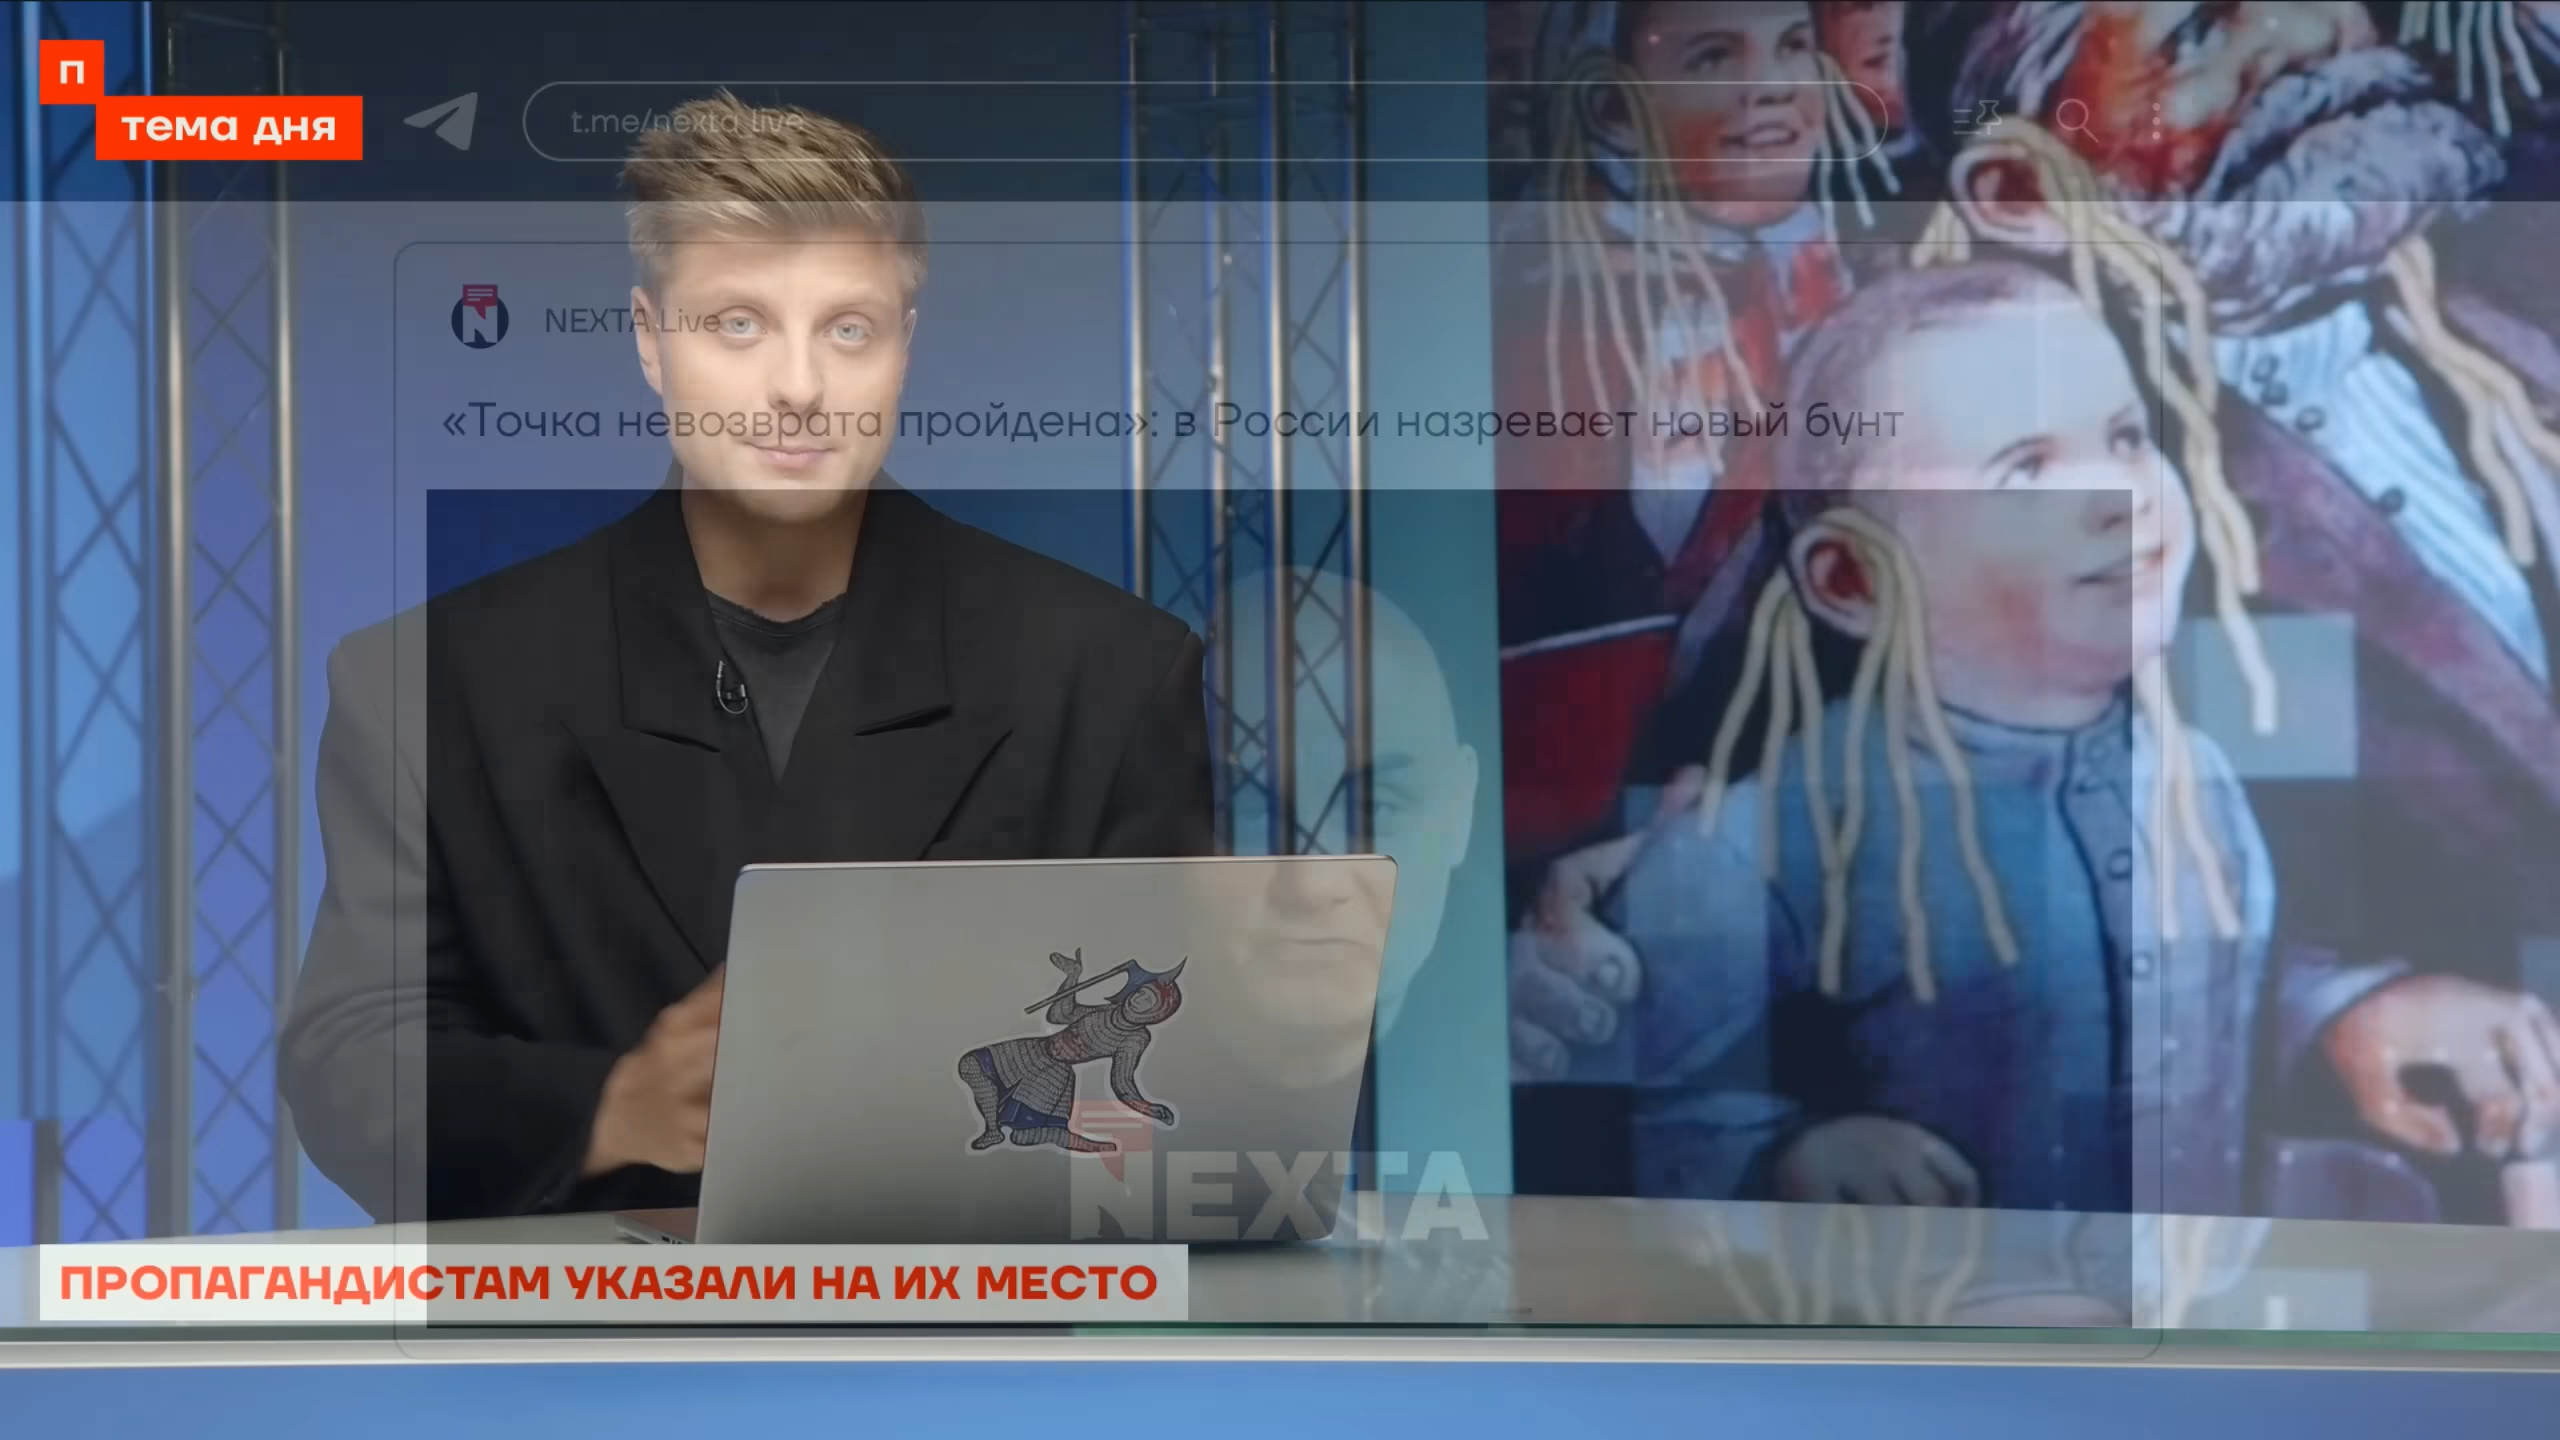 п
тема дня
t.me/nexta_live
NEXTA Live
«Точка невозврата пройдена»: в России назревает новый бунт
NEXTA
ПРОПАГАНДИСТАМ УКАЗАЛИ НА ИХ МЕСТО